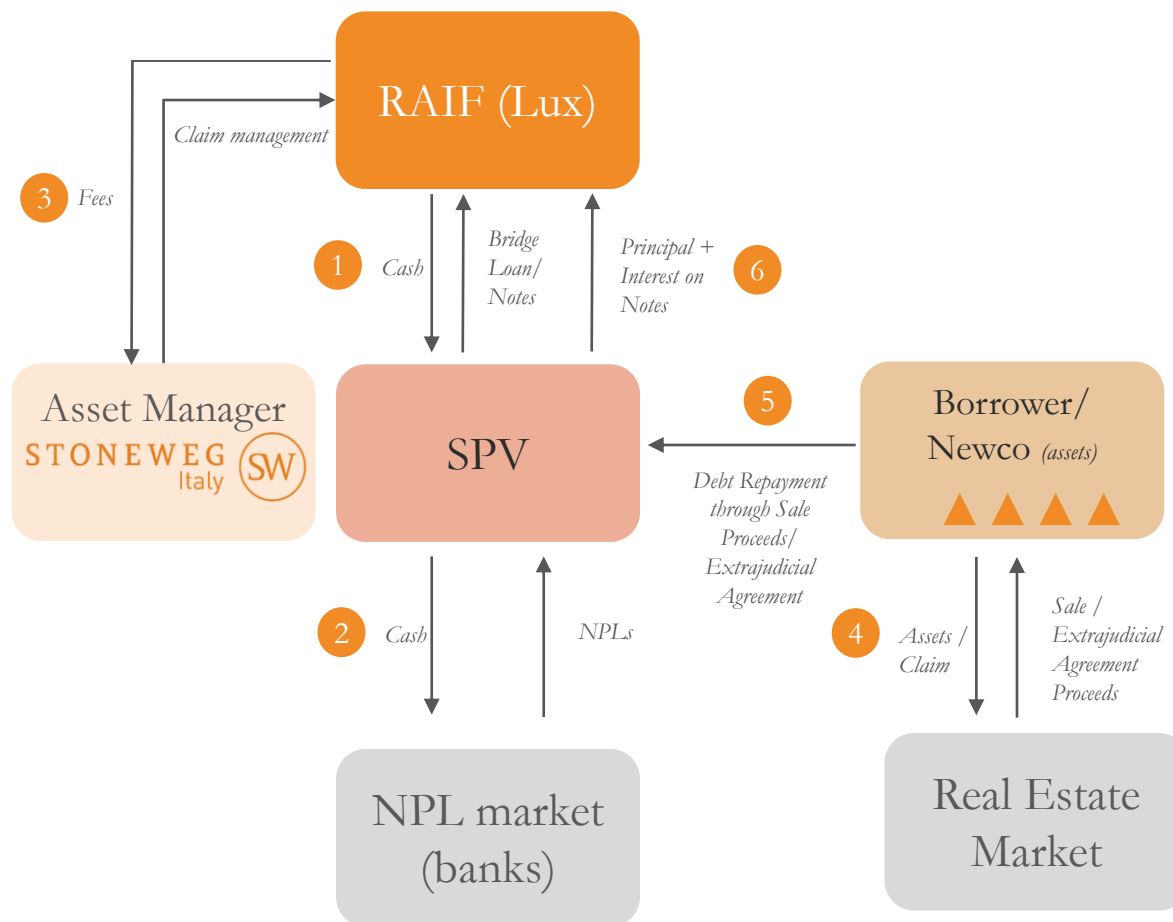 RAIF (Lux)
Claim management
3
Fees
1
Cash
Bridge
Loan/
Notes
Principal +
Interest on
Notes
6
Asset Manager
STONEWEG
Italy
SW
SPV
5
Borrower/
Newco (assets)
Debt Repayment
through Sale
Proceeds/
Extrajudicial
Agreement
2
Cash
NPLs
4
Assets /
Claim
Sale /
Extrajudicial
Agreement
Proceeds
NPL market
(banks)
Real Estate
Market